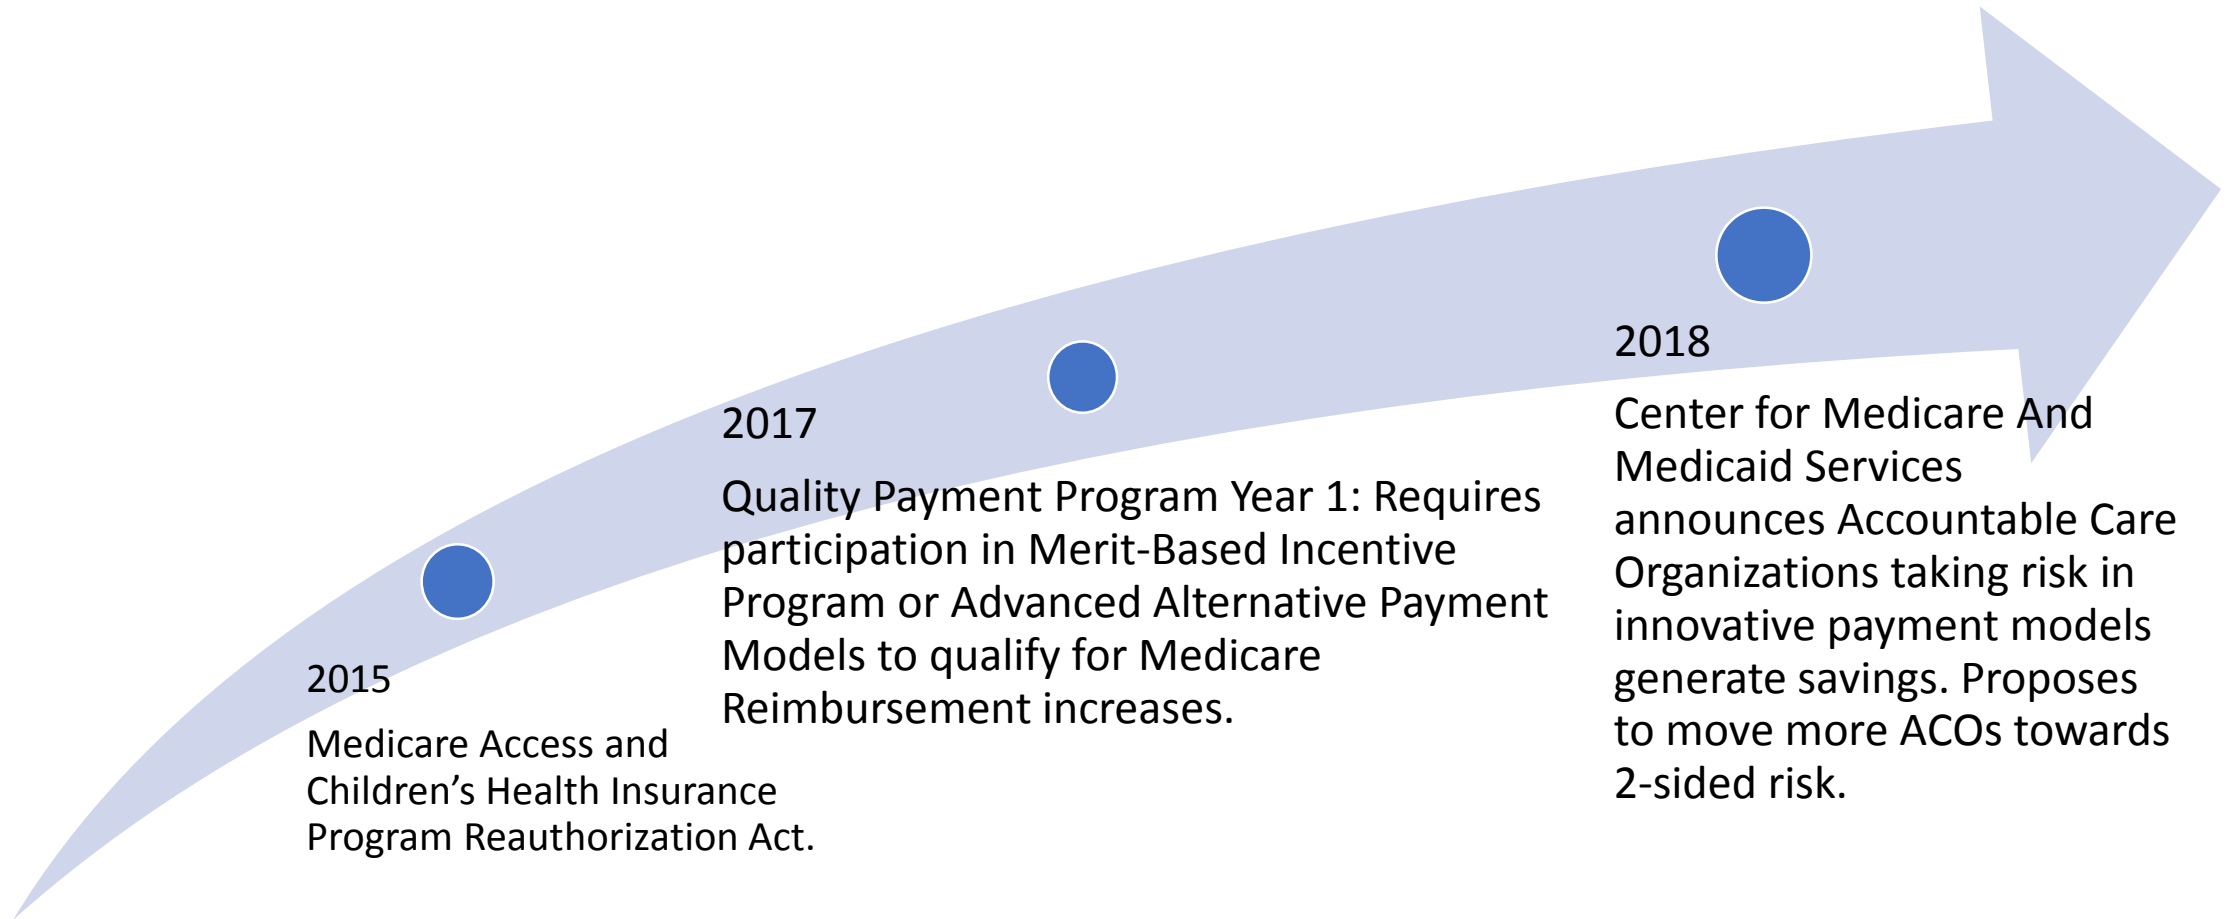 2015
Medicare Access and
Children’s Health Insurance
Program Reauthorization Act.
2017
Quality Payment Program Year 1: Requires
participation in Merit-Based Incentive
Program or Advanced Alternative Payment
Models to qualify for Medicare
Reimbursement increases.
2018
Center for Medicare And
Medicaid Services
announces Accountable Care
Organizations taking risk in
innovative payment models
generate savings. Proposes
to move more ACOs towards
2-sided risk.